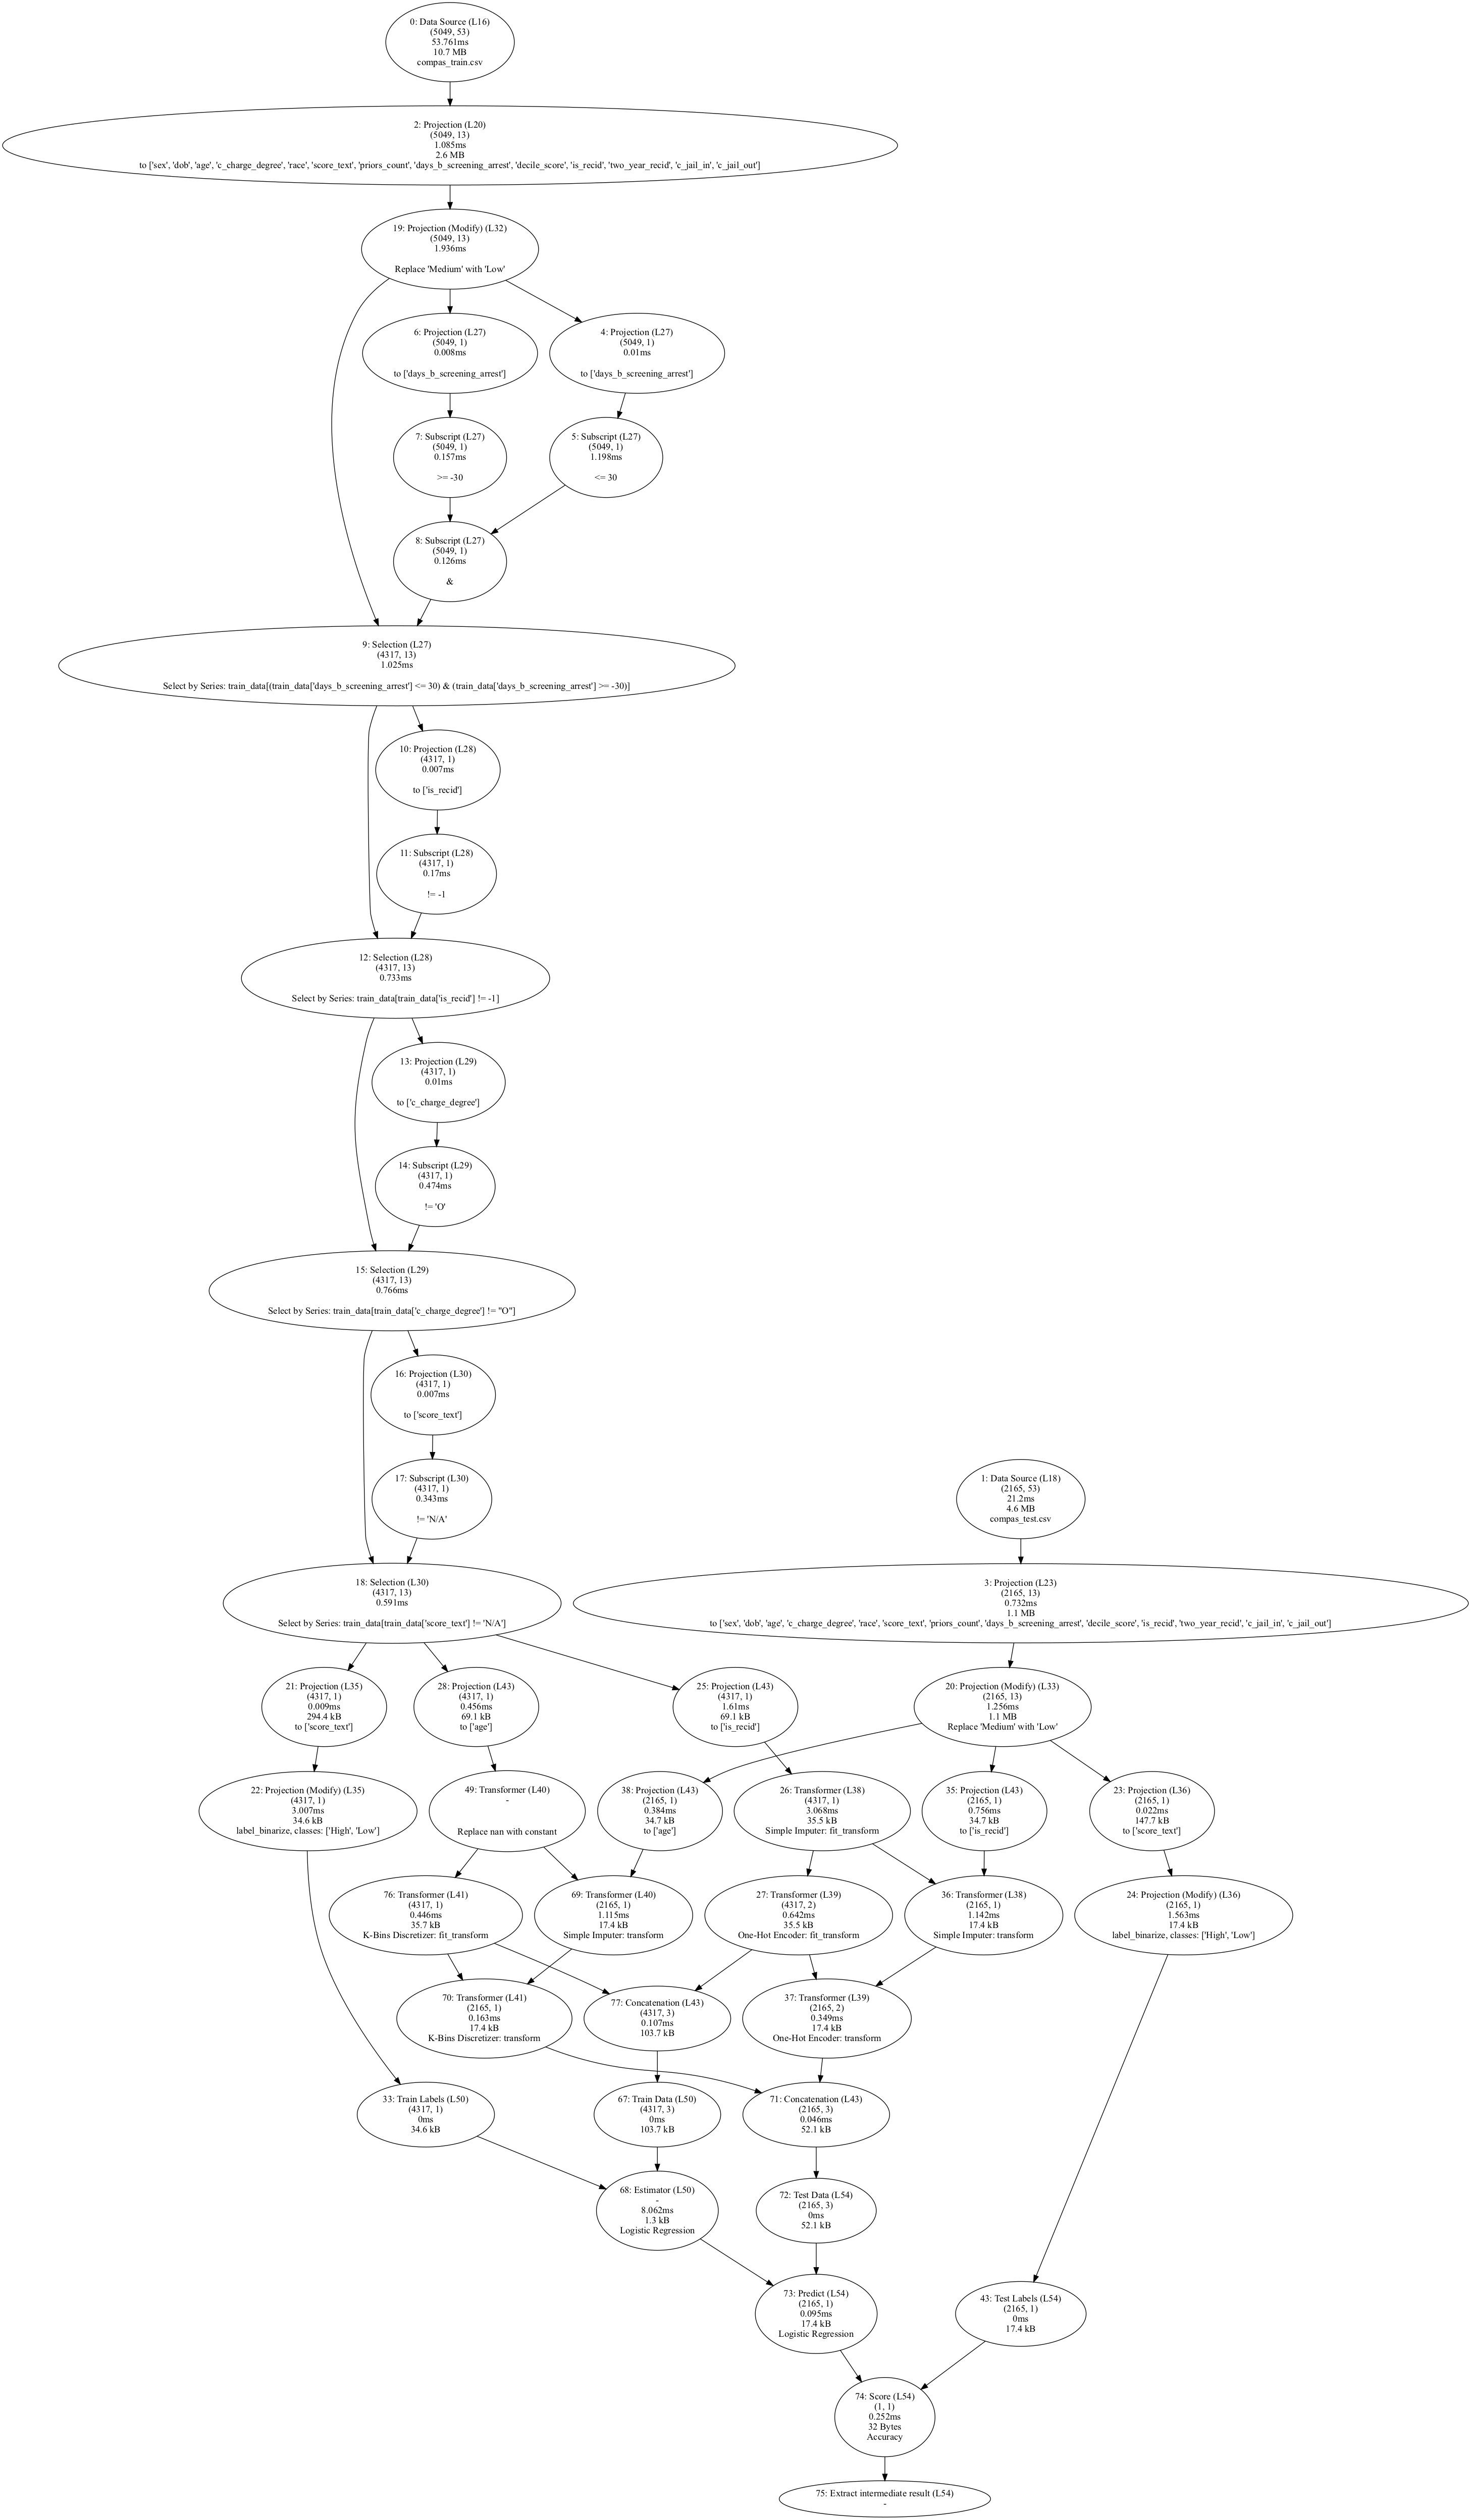 0: Data Source (L16)
(5049, 53)
53.761ms
10.7 MB
compas_train.csv
2: Projection (L20)
(5049, 13)
1.085ms
2.6 MB
to ['sex', 'dob', 'age', 'c_charge_degree', 'race', 'score_text', 'priors_count', 'days_b_screening_arrest', 'decile_score', 'is_recid', 'two_year_recid', 'c_jail_in', 'c_jail_out']
19: Projection (Modify) (L32)
(5049, 13)
1.936ms
Replace 'Medium' with 'Low'
6: Projection (L27)
(5049, 1)
0.008ms
to ['days_b_screening_arrest']
4: Projection (L27)
(5049, 1)
0.01ms
to ['days_b_screening_arrest']
7: Subscript (L27)
(5049, 1)
0.157ms
>= -30
5: Subscript (L27)
(5049, 1)
1.198ms
<= 30
8: Subscript (L27)
(5049, 1)
0.126ms
&
9: Selection (L27)
(4317, 13)
1.025ms
Select by Series: train_data[(train_data['days_b_screening_arrest'] <= 30) & (train_data['days_b_screening_arrest'] >= -30)]
10: Projection (L28)
(4317, 1)
0.007ms
to ['is_recid']
11: Subscript (L28)
(4317, 1)
0.17ms
!= -1
12: Selection (L28)
(4317, 13)
0.733ms
Select by Series: train_data[train_data['is_recid'] != -1]
13: Projection (L29)
(4317, 1)
0.01ms
to ['c_charge_degree']
14: Subscript (L29)
(4317, 1)
0.474ms
!= 'O'
15: Selection (L29)
(4317, 13)
0.766ms
Select by Series: train_data[train_data['c_charge_degree'] != "O"]
16: Projection (L30)
(4317, 1)
0.007ms
to ['score_text']
17: Subscript (L30)
(4317, 1)
0.343ms
!= 'N/A'
1: Data Source (L18)
(2165, 53)
21.2ms
4.6 MB
compas_test.csv
18: Selection (L30)
(4317, 13)
0.591ms
Select by Series: train_data[train_data['score_text'] != 'N/A']
3: Projection (L23)
(2165, 13)
0.732ms
1.1 MB
to ['sex', 'dob', 'age', 'c_charge_degree', 'race', 'score_text', 'priors_count', 'days_b_screening_arrest', 'decile_score', 'is_recid', 'two_year_recid', 'c_jail_in', 'c_jail_out']
21: Projection (L35)
(4317, 1)
0.009ms
294.4 kB
to ['score_text']
28: Projection (L43)
(4317, 1)
0.456ms
69.1 kB
to ['age']
25: Projection (L43)
(4317, 1)
1.61ms
69.1 kB
to ['is_recid']
20: Projection (Modify) (L33)
(2165, 13)
1.256ms
1.1 MB
Replace 'Medium' with 'Low'
22: Projection (Modify) (L35)
(4317, 1)
3.007ms
34.6 kB
label_binarize, classes: ['High', 'Low']
49: Transformer (L40)
-
Replace nan with constant
38: Projection (L43)
(2165, 1)
0.384ms
34.7 kB
to ['age']
26: Transformer (L38)
(4317, 1)
3.068ms
35.5 kB
Simple Imputer: fit_transform
35: Projection (L43)
(2165, 1)
0.756ms
34.7 kB
to ['is_recid']
23: Projection (L36)
(2165, 1)
0.022ms
147.7 kB
to ['score_text']
76: Transformer (L41)
(4317, 1)
0.446ms
35.7 kB
K-Bins Discretizer: fit_transform
69: Transformer (L40)
(2165, 1)
1.115ms
17.4 kB
Simple Imputer: transform
27: Transformer (L39)
(4317, 2)
0.642ms
35.5 kB
One-Hot Encoder: fit_transform
36: Transformer (L38)
(2165, 1)
1.142ms
17.4 kB
Simple Imputer: transform
24: Projection (Modify) (L36)
(2165, 1)
1.563ms
17.4 kB
label_binarize, classes: ['High', 'Low']
70: Transformer (L41)
(2165, 1)
0.163ms
17.4 kB
K-Bins Discretizer: transform
77: Concatenation (L43)
(4317, 3)
0.107ms
103.7 kB
37: Transformer (L39)
(2165, 2)
0.349ms
17.4 kB
One-Hot Encoder: transform
33: Train Labels (L50)
(4317, 1)
0ms
34.6 kB
67: Train Data (L50)
(4317, 3)
0ms
103.7 kB
71: Concatenation (L43)
(2165, 3)
0.046ms
52.1 kB
68: Estimator (L50)
-
8.062ms
1.3 kB
Logistic Regression
72: Test Data (L54)
(2165, 3)
0ms
52.1 kB
73: Predict (L54)
(2165, 1)
0.095ms
17.4 kB
Logistic Regression
43: Test Labels (L54)
(2165, 1)
0ms
17.4 kB
74: Score (L54)
(1, 1)
0.252ms
32 Bytes
Accuracy
75: Extract intermediate result (L54)
-